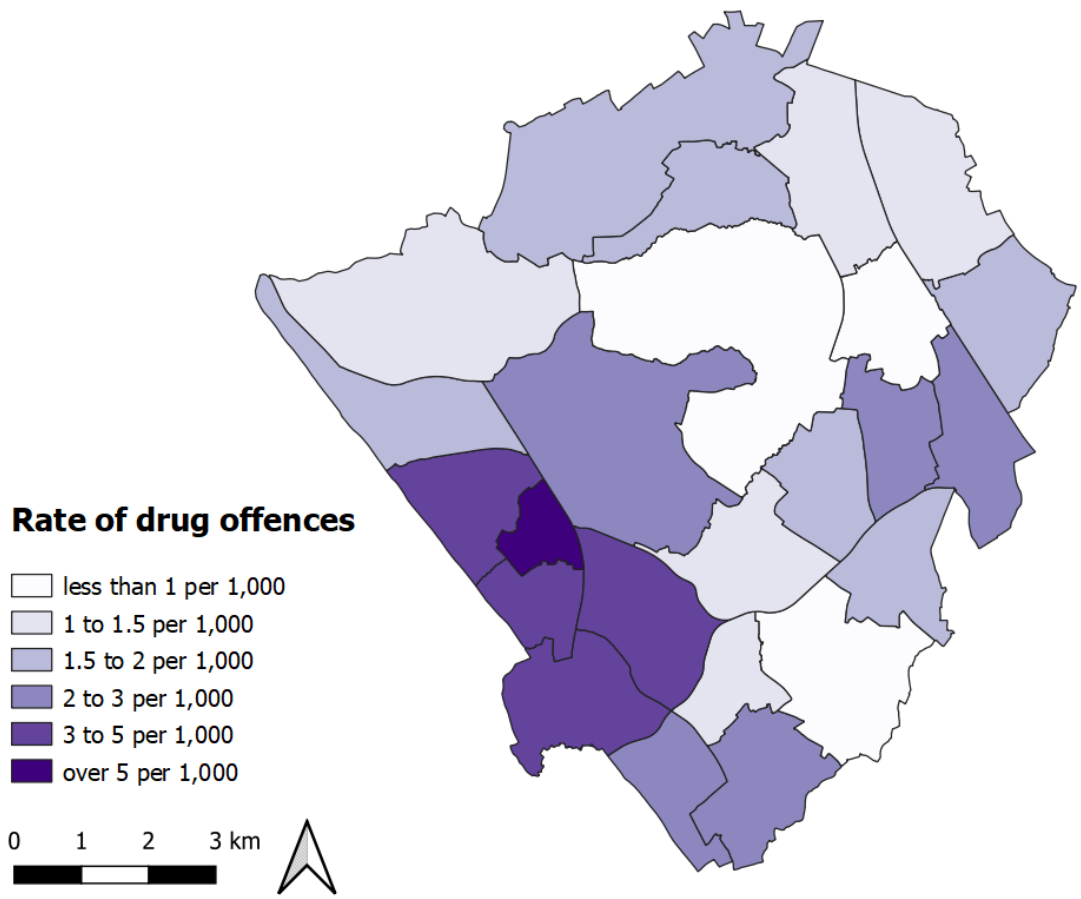 Rate of drug offences
less than 1 per 1,000
1 to 1.5 per 1,000
1.5 to 2 per 1,000
2 to 3 per 1,000
3 to 5 per 1,000
over 5 per 1,000
0 1 2 3 km